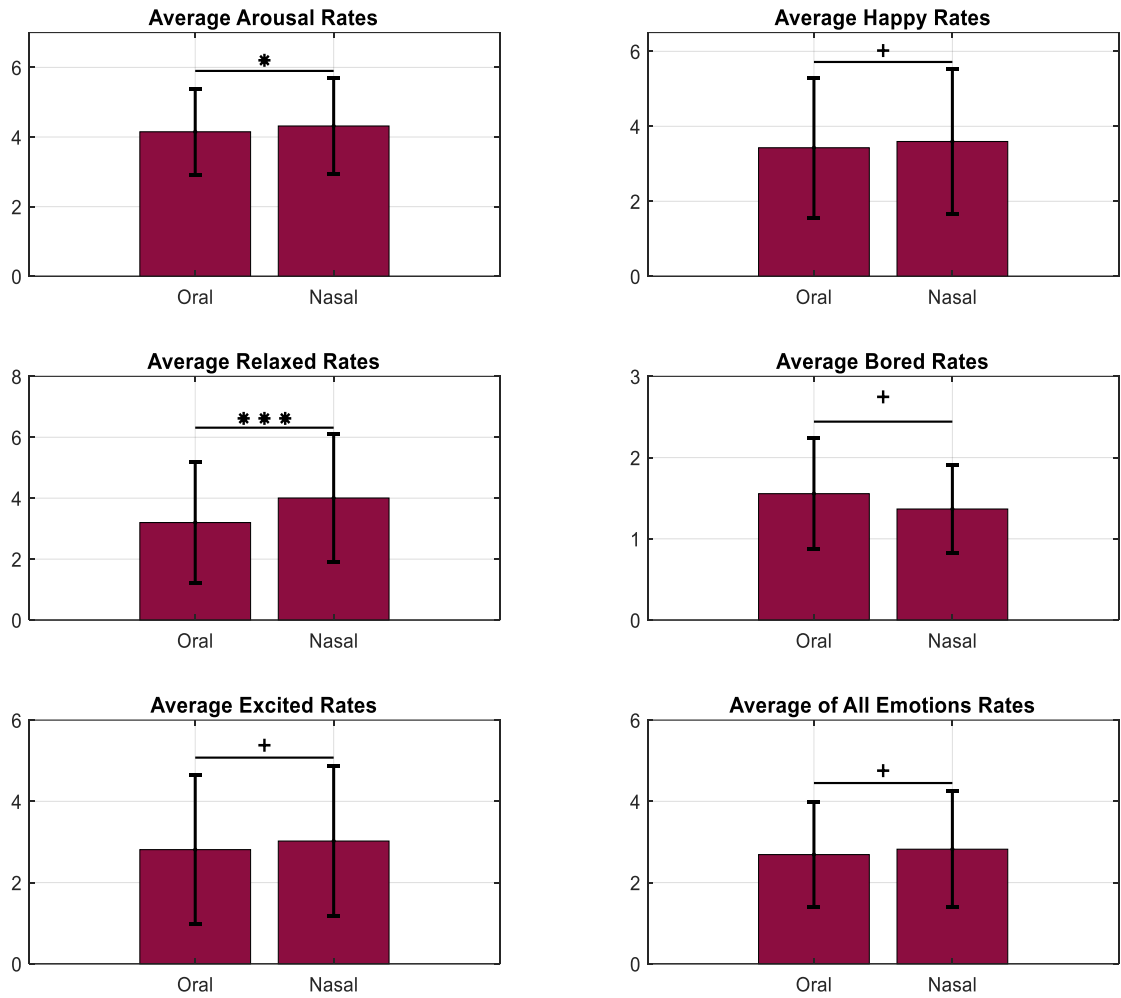 Average Arousal Rates
6
*
4
2
0
Oral Nasal
Average Happy Rates
6
+
4
2
0
Oral Nasal
Average Relaxed Rates
8
***
6
4
2
0
Oral Nasal
Average Bored Rates
3
+
2
1
0
Oral Nasal
Average Excited Rates
6
+
4
2
0
Oral Nasal
Average of All Emotions Rates
6
+
4
2
0
Oral Nasal